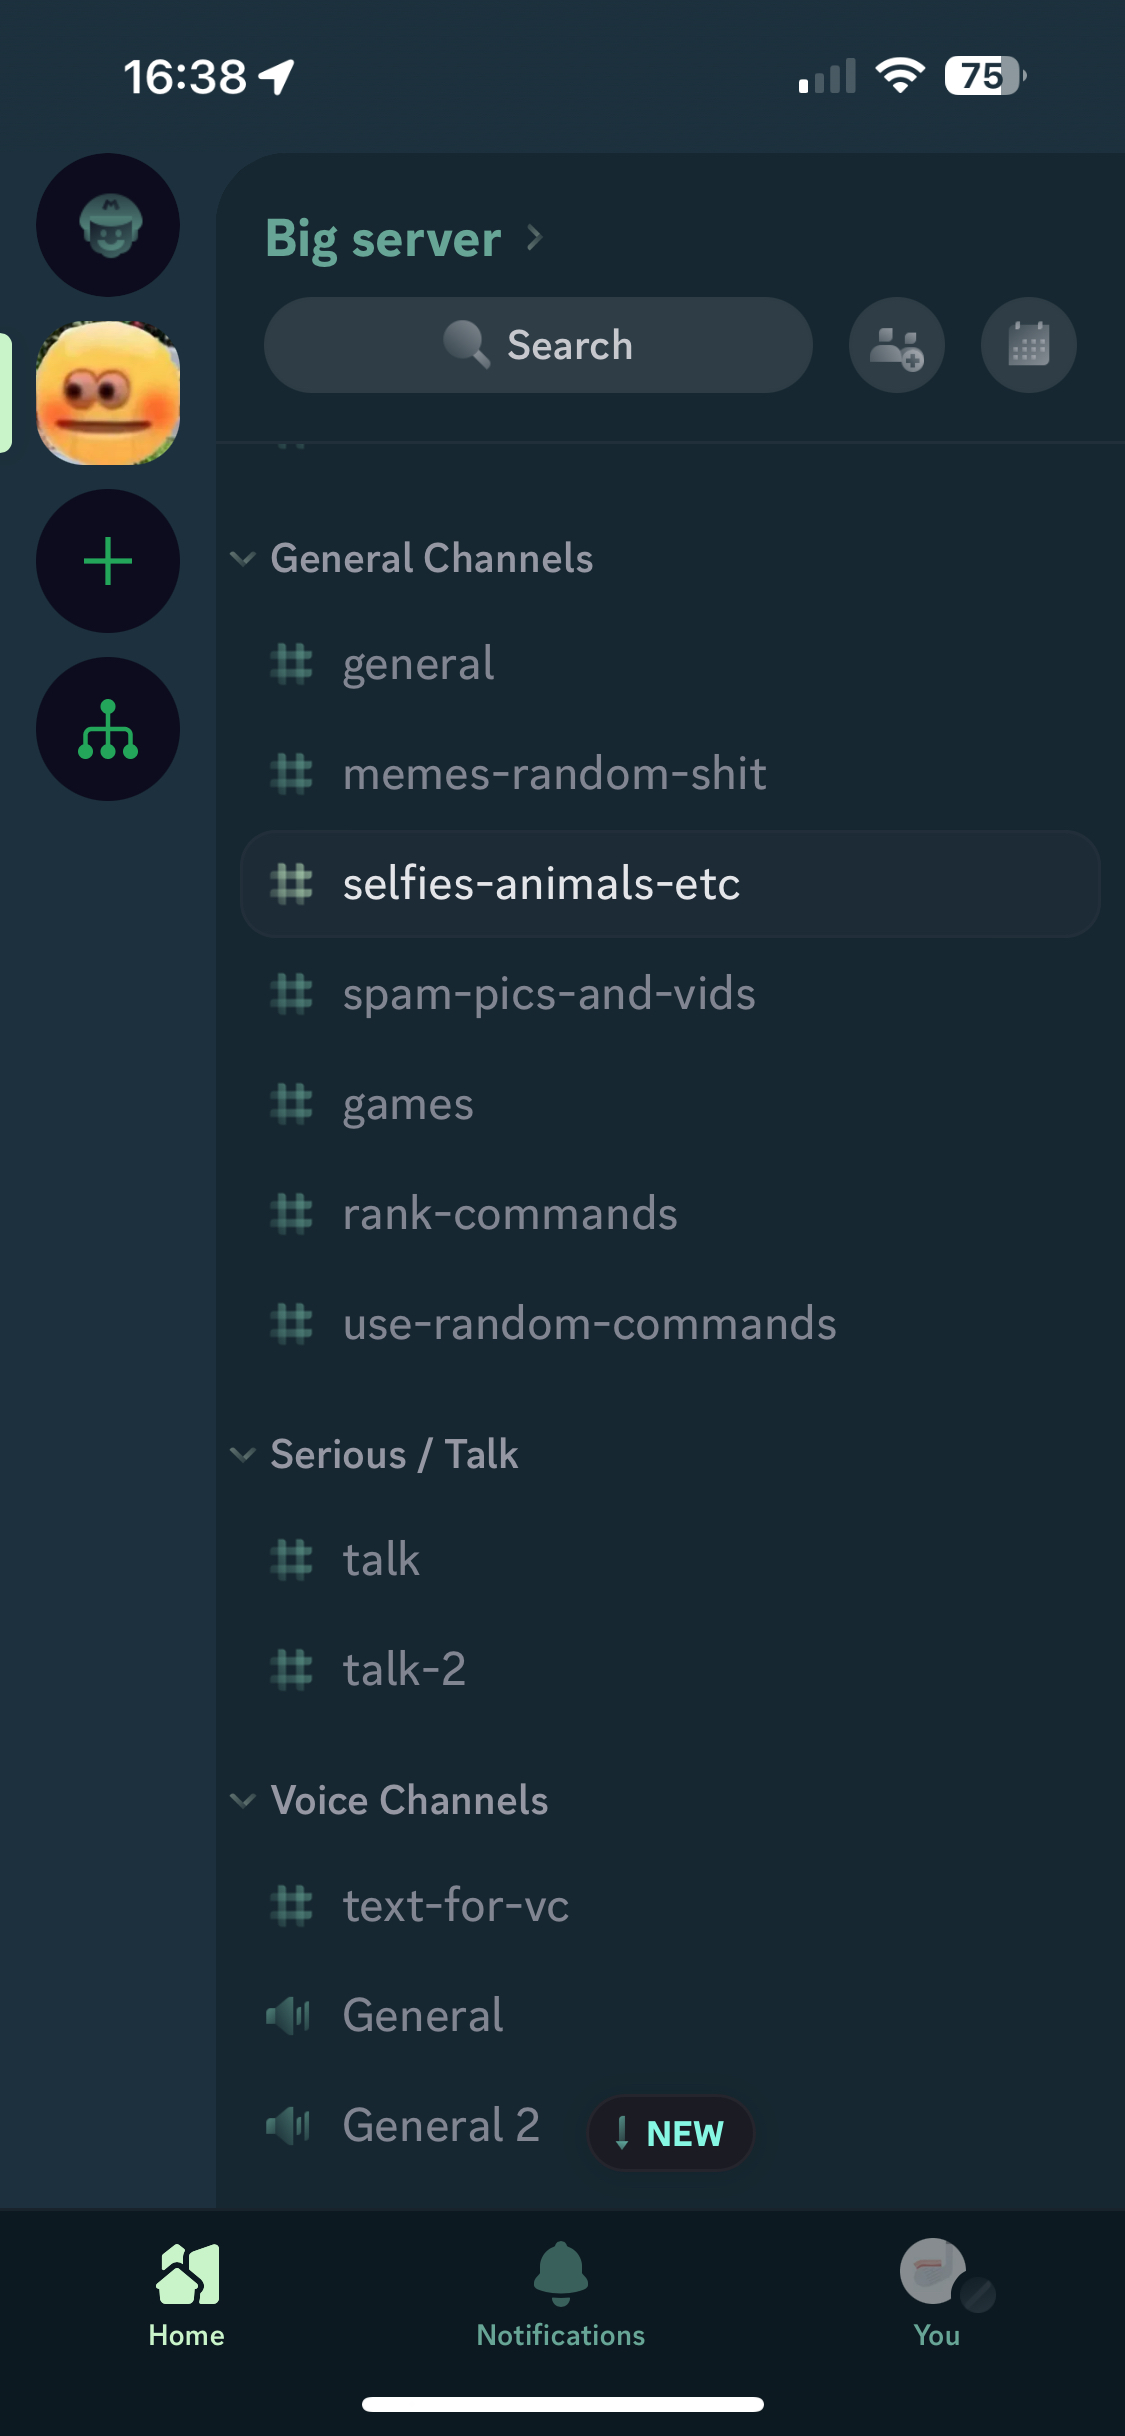 16:38
75
Big server
Search
General Channels
general
memes-random-shit
selfies-animals-etc
spam-pics-and-vids
games
rank-commands
use-random-commands
Serious / Talk
talk
talk-2
Voice Channels
text-for-vc
General
General 2
NEW
Home
Notifications
You